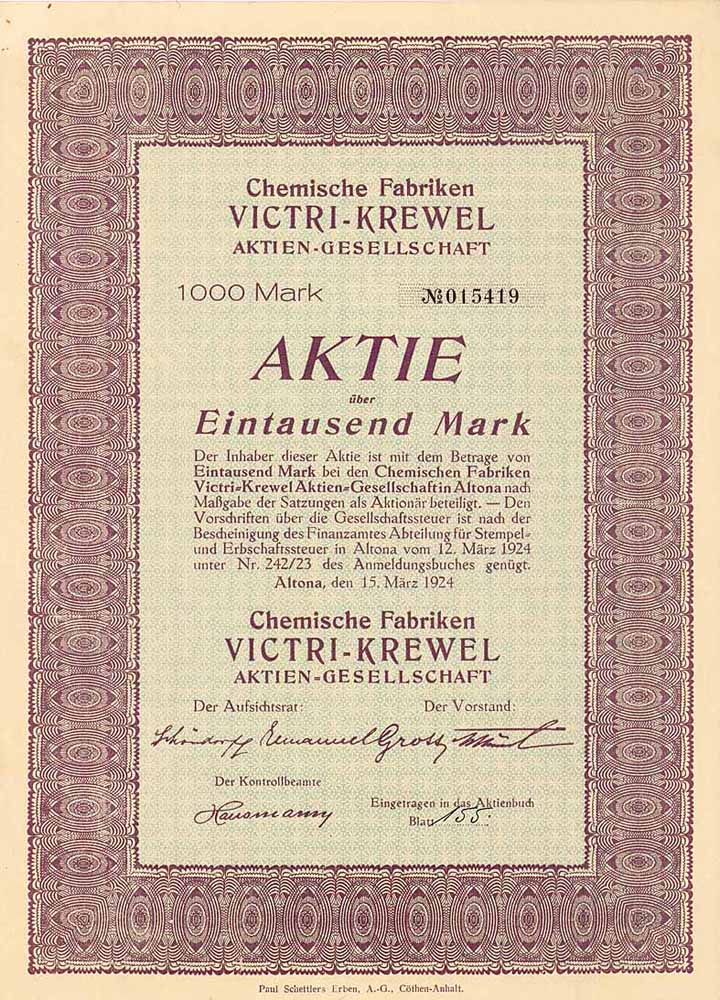 Chemische Fabriken
VICTRI-KREWEL
AKTIEN-GESELLSCHAFT
1000 Mark № 015419
AKTIE
über
Eintausend Mark
Der Inhaber dieser Aktie ist mit dem Betrage von
Eintausend Mark bei den Chemischen Fabriken
Victri-Krewel Aktien-Gesellschaft in Altona nach
Maßgabe der Satzungen als Aktionär beteiligt. — Den
Vorschriften über die Gesellschaftssteuer ist nach der
Bescheinigung des Finanzamtes Abteilung für Stempel-
und Erbschaftssteuer in Altona vom 12. März 1924
unter Nr. 242/23 des Anmeldungsbuches genügt.
Altona, den 15. März 1924
Chemische Fabriken
VICTRI-KREWEL
AKTIEN-GESELLSCHAFT
Der Aufsichtsrat: Der Vorstand:
Emanuel
Der Kontrollbeamte
Hausmann
Eingetragen in das Aktienbuch
Blatt 155.
Paul Schettlers Erben, A.-G., Cöthen-Anhalt.